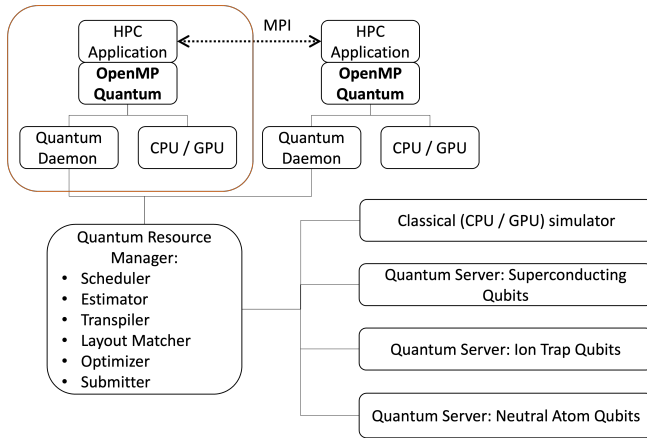 HPC
Application
OpenMP
Quantum
MPI
HPC
Application
OpenMP
Quantum
Quantum
Daemon
CPU / GPU
Quantum
Daemon
CPU / GPU
Quantum Resource
Manager:
• Scheduler
• Estimator
• Transpiler
• Layout Matcher
• Optimizer
• Submitter
Classical (CPU / GPU) simulator
Quantum Server: Superconducting
Qubits
Quantum Server: Ion Trap Qubits
Quantum Server: Neutral Atom Qubits